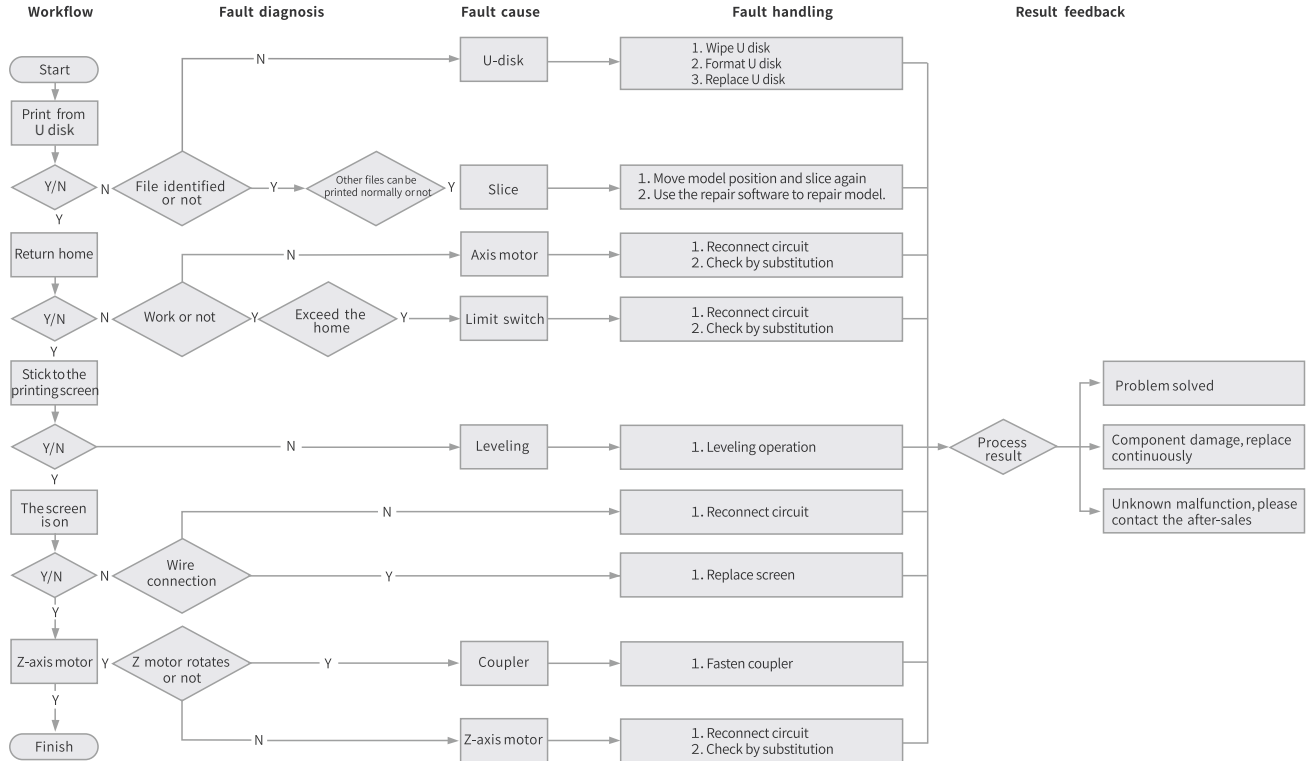 Workflow
Fault diagnosis
Fault cause
Fault handling
Result feedback
Start
Print from
U disk
Y/N
N
File identified
or not
N
U-disk
1. Wipe U disk
2. Format U disk
3. Replace U disk
Y
Other files can be
printed normally or not
Y
Slice
1. Move model position and slice again
2. Use the repair software to repair model.
Y
Return home
Y/N
N
Work or not
N
Axis motor
1. Reconnect circuit
2. Check by substitution
Y
Exceed the
home
Y
Limit switch
1. Reconnect circuit
2. Check by substitution
Y
Stick to the
printing screen
Y/N
N
Leveling
1. Leveling operation
Y
The screen
is on
Y/N
N
Wire
connection
N
1. Reconnect circuit
Y
1. Replace screen
Y
Z-axis motor
Y
Z motor rotates
or not
Y
Coupler
1. Fasten coupler
N
Z-axis motor
1. Reconnect circuit
2. Check by substitution
Y
Finish
Process
result
Problem solved
Component damage, replace
continuously
Unknown malfunction, please
contact the after-sales